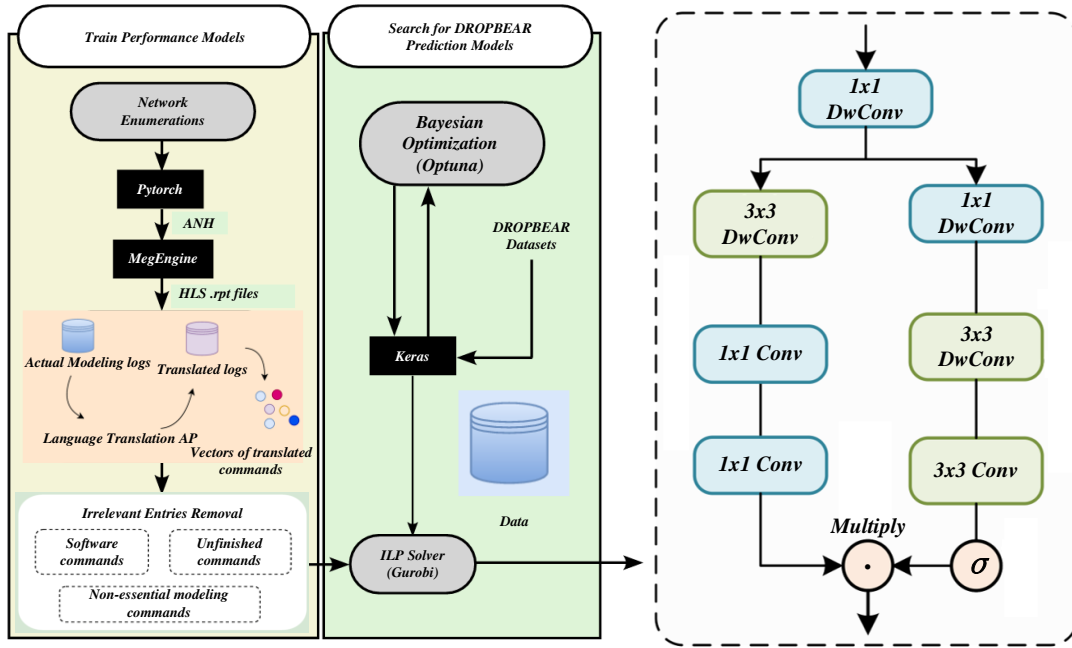 Train Performance Models
Network
Enumerations
Pytorch
ANH
MegEngine
HLS .rpt files
Actual Modeling logs
Translated logs
Language Translation AP
Vectors of translated
commands
Irrelevant Entries Removal
Software
commands
Unfinished
commands
Non-essential modeling
commands
Search for DROPBEAR
Prediction Models
Bayesian
Optimization
(Optuna)
DROPBEAR
Datasets
Keras
Data
ILP Solver
(Gurobi)
1x1
DwConv
3x3
DwConv
1x1
DwConv
1x1 Conv
3x3
DwConv
1x1 Conv
3x3 Conv
Multiply
·
σ